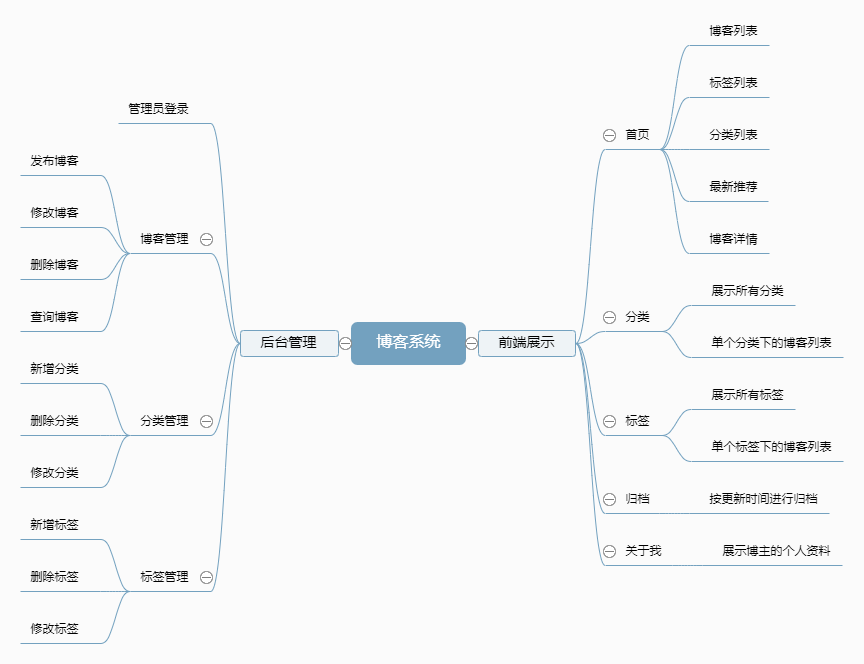 博客系统
后台管理
管理员登录
博客管理
发布博客
修改博客
删除博客
查询博客
分类管理
新增分类
删除分类
修改分类
标签管理
新增标签
删除标签
修改标签
前端展示
首页
博客列表
标签列表
分类列表
最新推荐
博客详情
分类
展示所有分类
单个分类下的博客列表
标签
展示所有标签
单个标签下的博客列表
归档
按更新时间进行归档
关于我
展示博主的个人资料